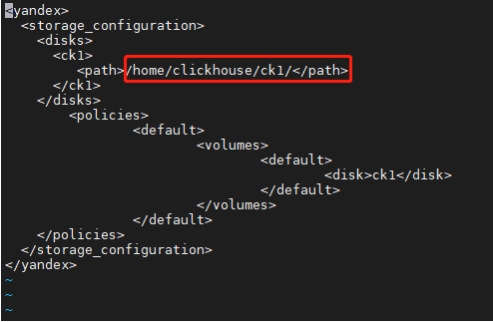 <yandex>
  <storage_configuration>
    <disks>
      <ck1>
         <path>/home/clickhouse/ck1/</path>
      </ck1>
    </disks>
        <policies>
                <default>
                        <volumes>
                                <default>
                                        <disk>ck1</disk>
                                </default>
                        </volumes>
                </default>
    </policies>
  </storage_configuration>
</yandex>
~
~
~